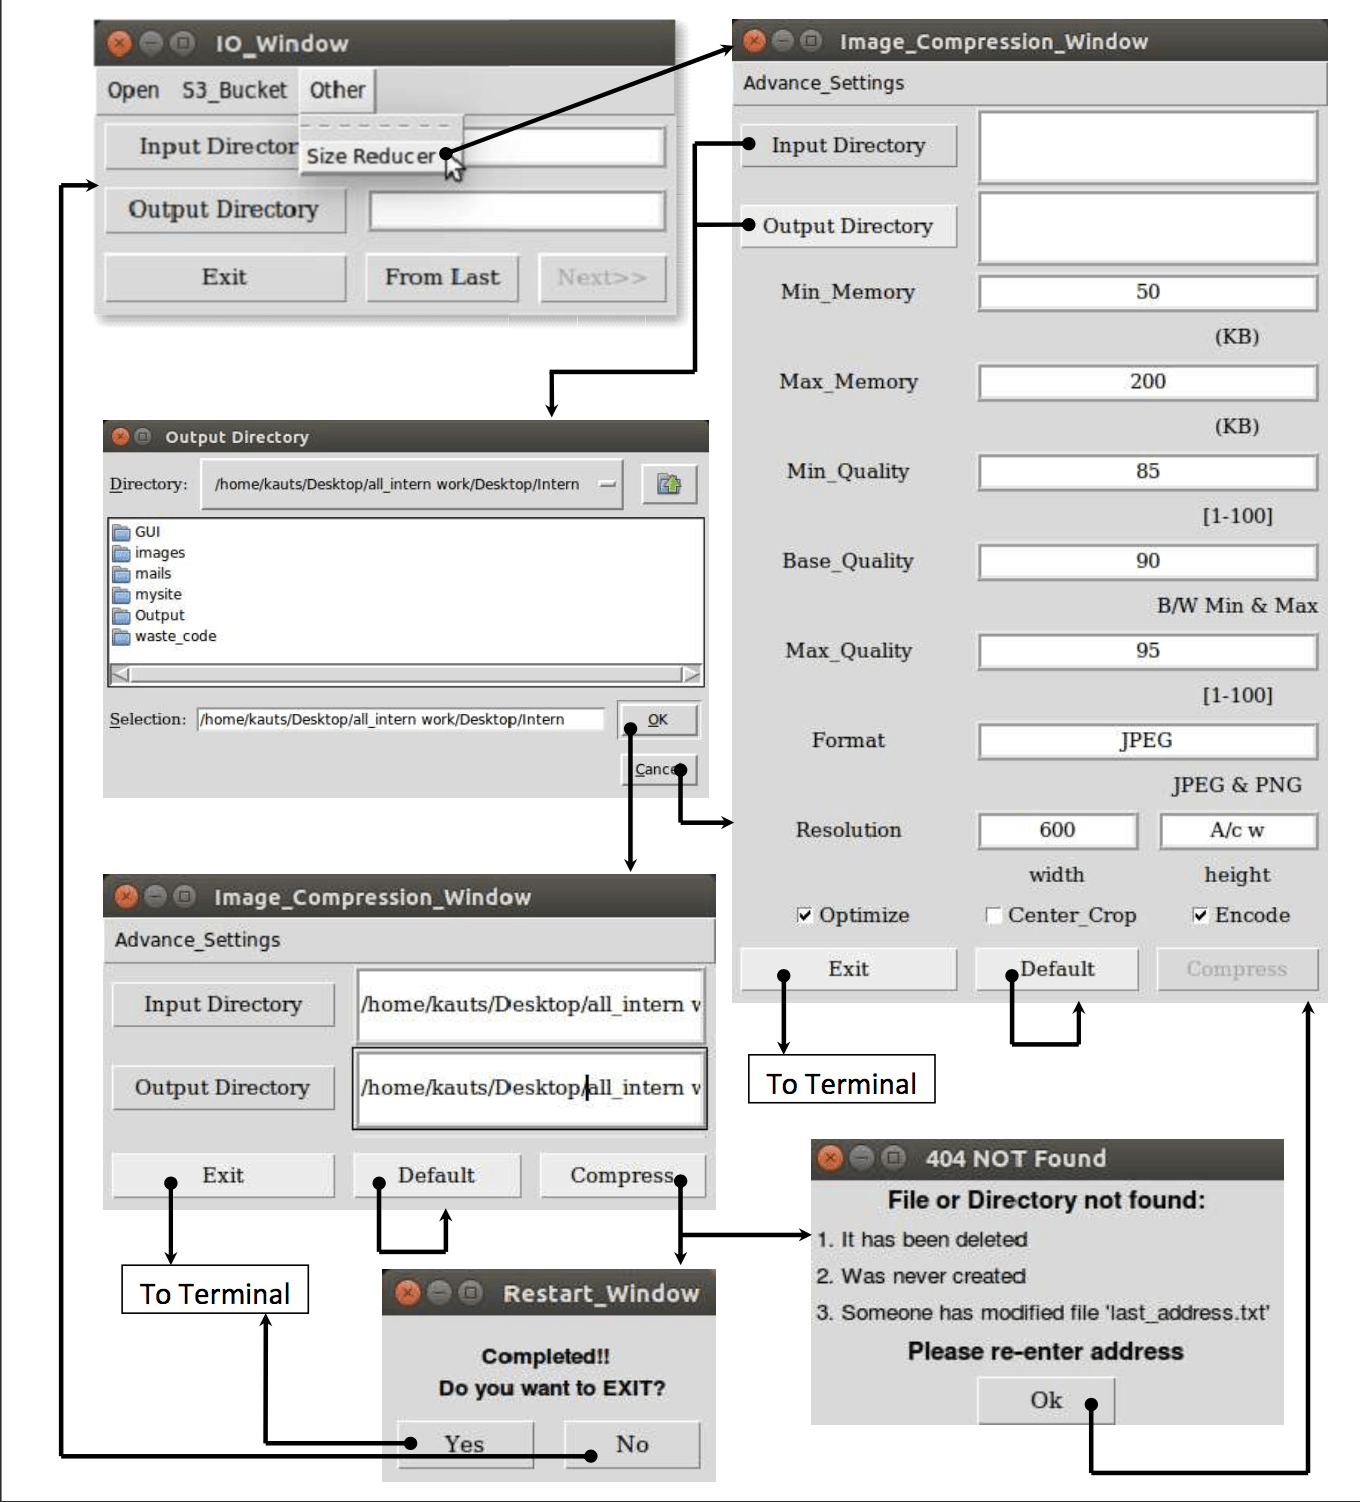 IO_Window
Open S3_Bucket Other
Input Director
Size Reducer
Output Directory
Exit From Last Next>>
Image_Compression_Window
Advance_Settings
Input Directory
Output Directory
Min_Memory 50
(KB)
Max_Memory 200
(KB)
Min_Quality 85
[1-100]
Base_Quality 90
B/W Min & Max
Max_Quality 95
[1-100]
Format JPEG
JPEG & PNG
Resolution 600 A/c w
width height
Optimize Center_Crop Encode
Exit Default Compress
To Terminal
Output Directory
Directory: /home/kauts/Desktop/all_intern work/Desktop/Intern
GUI
images
mails
mysite
Output
waste_code
Selection: /home/kauts/Desktop/all_intern work/Desktop/Intern OK
Cancel
Image_Compression_Window
Advance_Settings
Input Directory /home/kauts/Desktop/all_intern w
Output Directory /home/kauts/Desktop/all_intern w
Exit Default Compress
To Terminal
Restart_Window
Completed!!
Do you want to EXIT?
Yes No
404 NOT Found
File or Directory not found:
1. It has been deleted
2. Was never created
3. Someone has modified file 'last_address.txt'
Please re-enter address
Ok